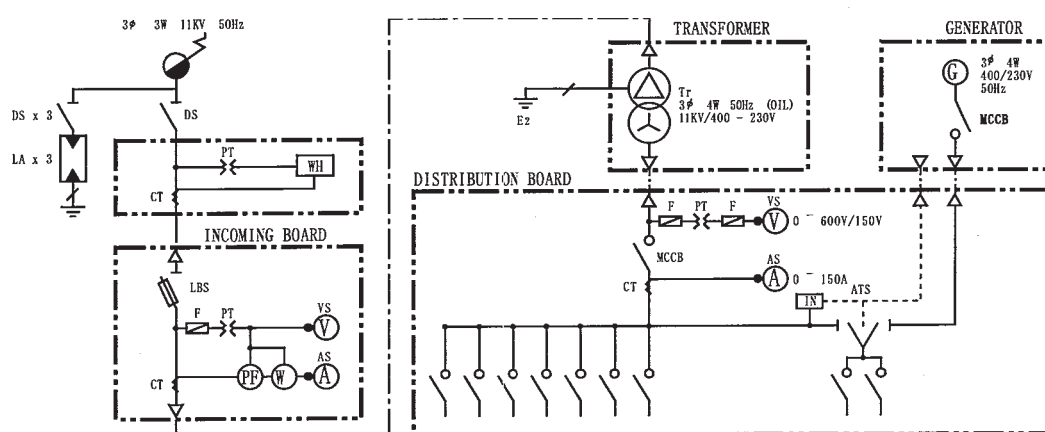 3φ 3W 11KV 50Hz
DS x 3
DS
LA x 3
PT
WH
CT
INCOMING BOARD
LBS
F
PT
VS
V
CT
PF
W
AS
A
TRANSFORMER
E2
Tr
3φ 4W 50Hz (OIL)
11KV/400 - 230V
GENERATOR
G
3φ 4W
400/230V
50Hz
MCCB
DISTRIBUTION BOARD
F
PT
F
VS
V
0 ~ 600V/150V
MCCB
CT
AS
A
0 ~ 150A
IN
ATS